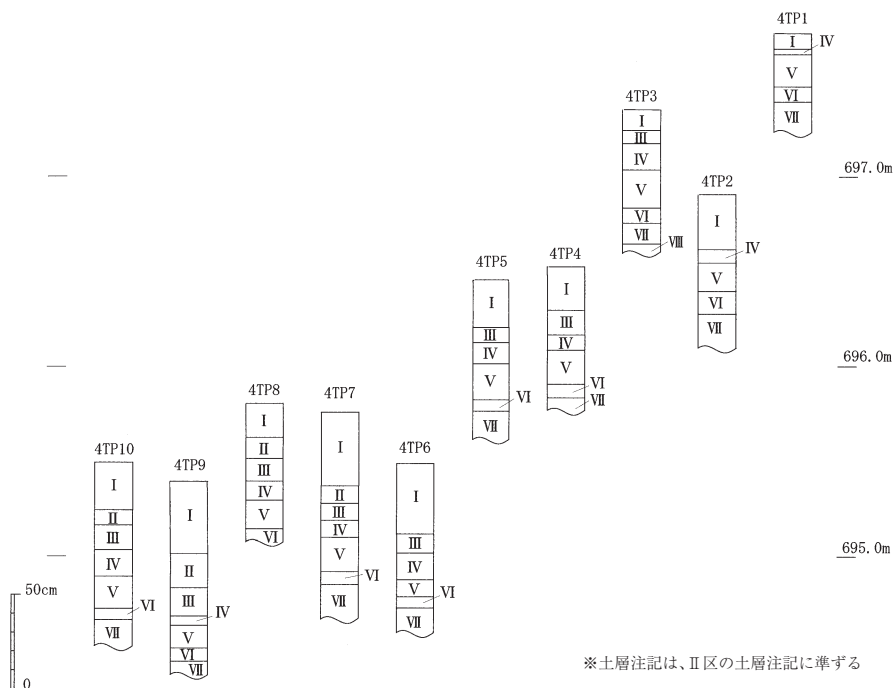 4TP1
I
IV
V
VI
VII
4TP3
I
III
IV
V
VI
VII
VIII
697.0m
4TP2
I
IV
V
VI
VII
4TP5
I
III
IV
V
VI
VII
4TP4
I
III
IV
V
VI
VII
696.0m
4TP8
I
II
III
IV
V
VI
4TP7
I
II
III
IV
V
VI
VII
4TP10
I
II
III
IV
V
VI
VII
4TP9
I
II
III
IV
V
VI
VII
4TP6
I
III
IV
V
VI
VII
695.0m
50cm
0
※土層注記は、Ⅱ区の土層注記に準ずる